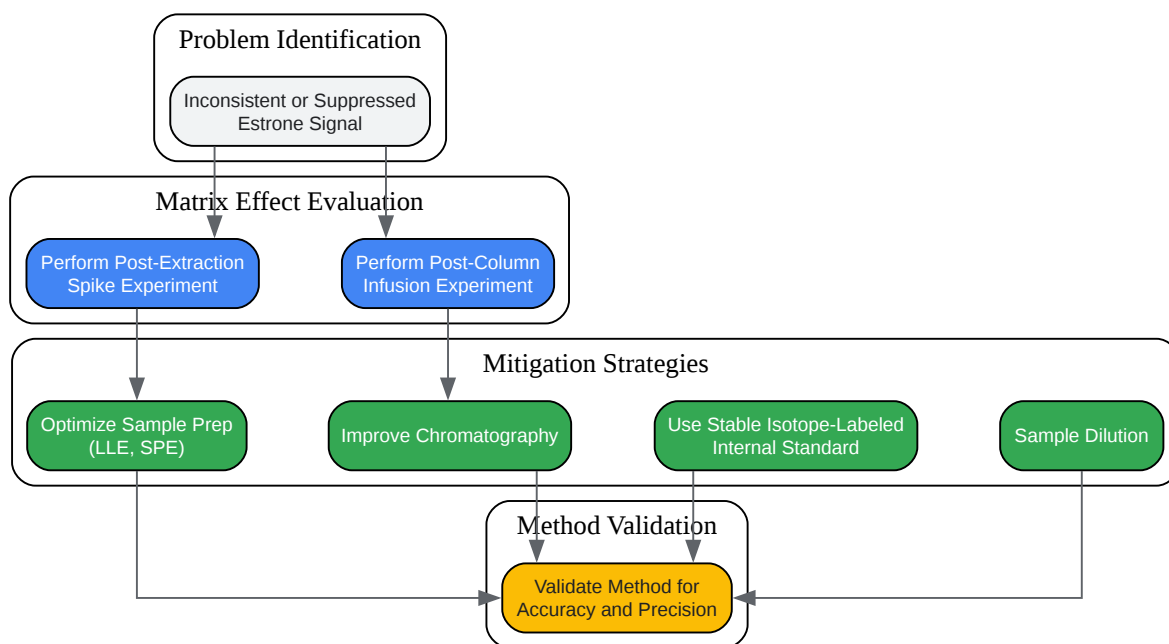 Problem Identification
Inconsistent or Suppressed
Estrone Signal
Matrix Effect Evaluation
Perform Post-Extraction
Spike Experiment
Perform Post-Column
Infusion Experiment
Mitigation Strategies
Optimize Sample Prep
(LLE, SPE)
Improve Chromatography
Use Stable Isotope-Labeled
Internal Standard
Sample Dilution
Method Validation
Validate Method for
Accuracy and Precision